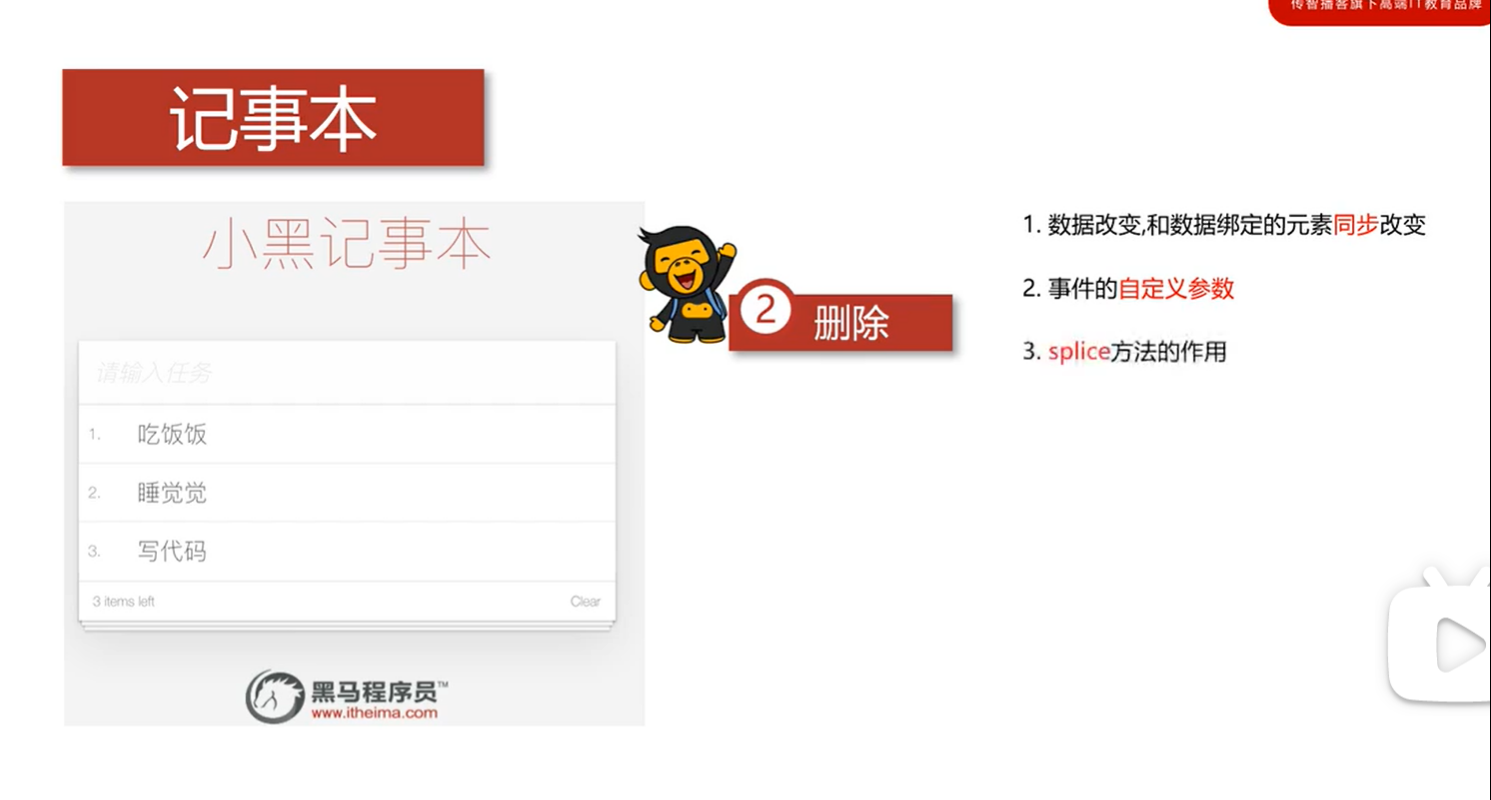 传智播客旗下高端IT教育品牌
记事本
小黑记事本
请输入任务
1. 吃饭饭
2. 睡觉觉
3. 写代码
3 items left Clear
黑马程序员™
www.itheima.com
2 删除
1. 数据改变,和数据绑定的元素同步改变
2. 事件的自定义参数
3. splice方法的作用